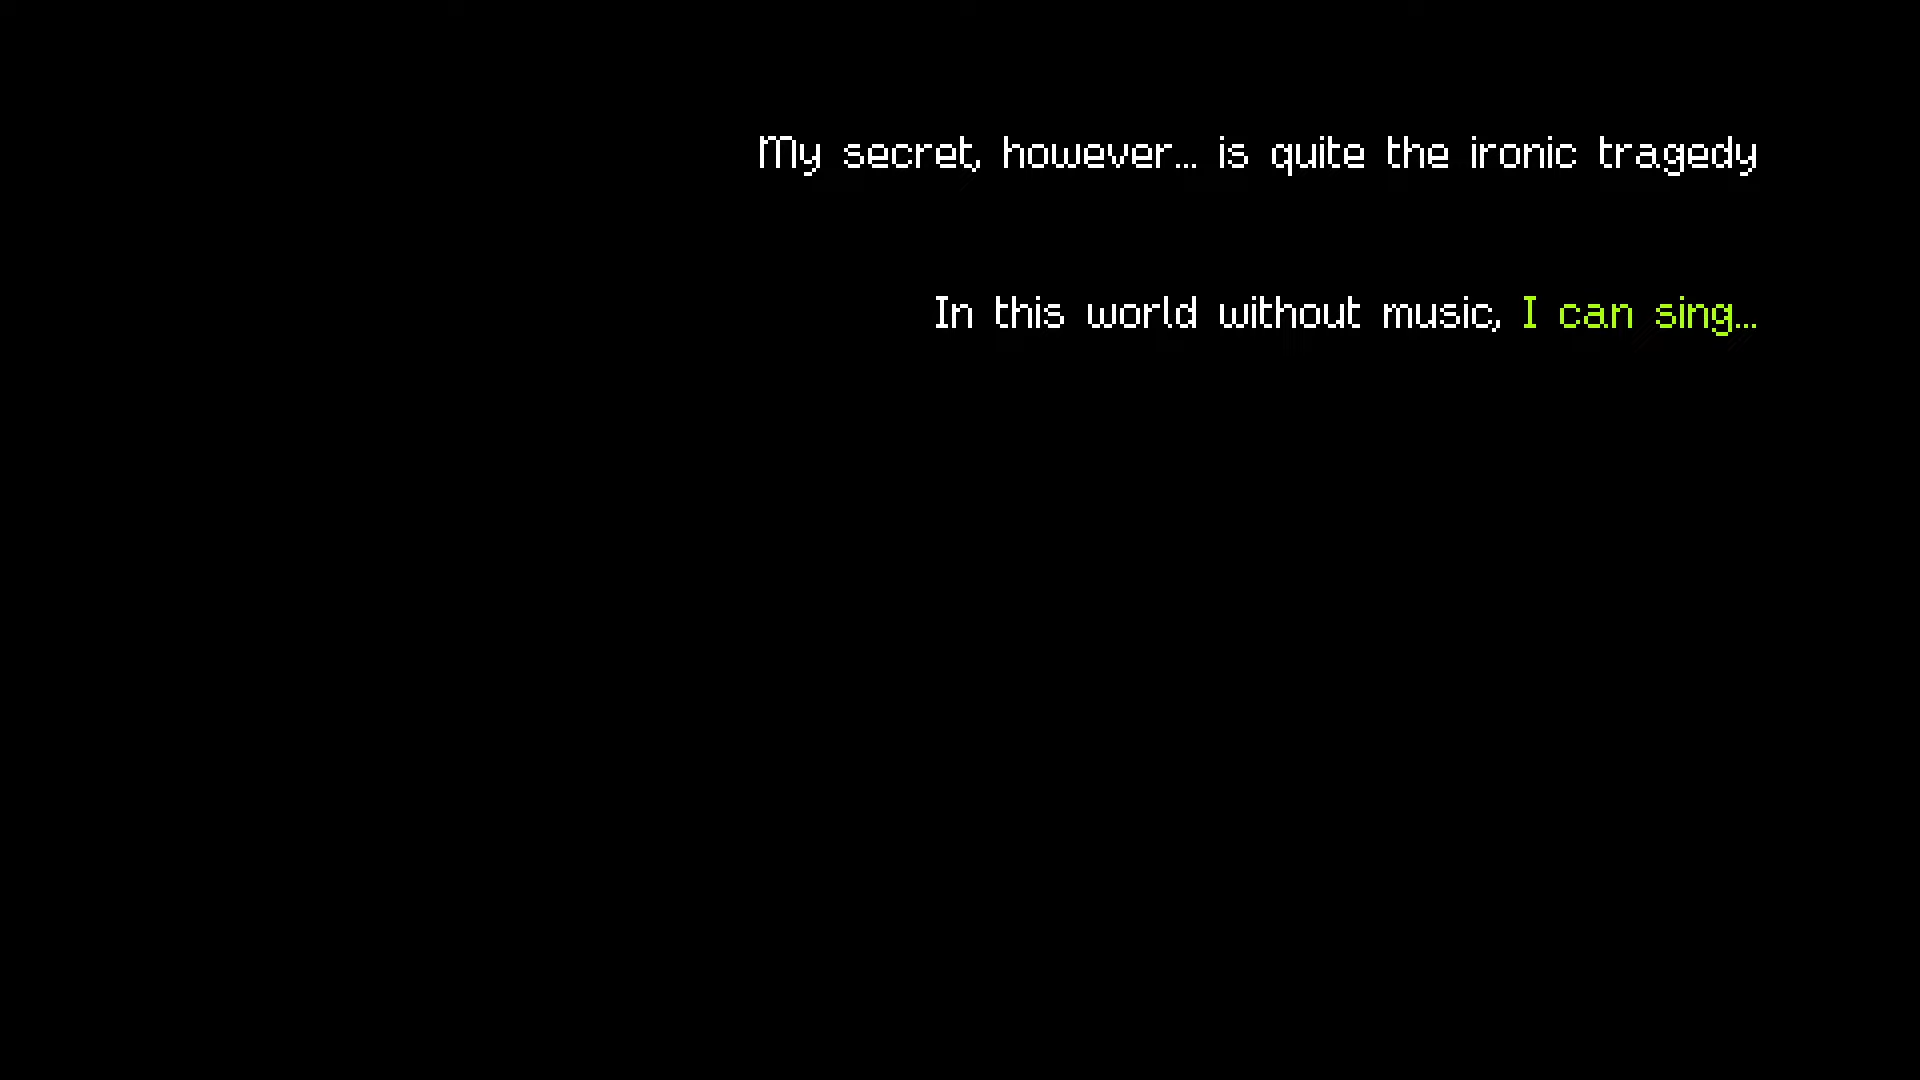 My secret, however... is quite the ironic tragedy
In this world without music, I can sing...